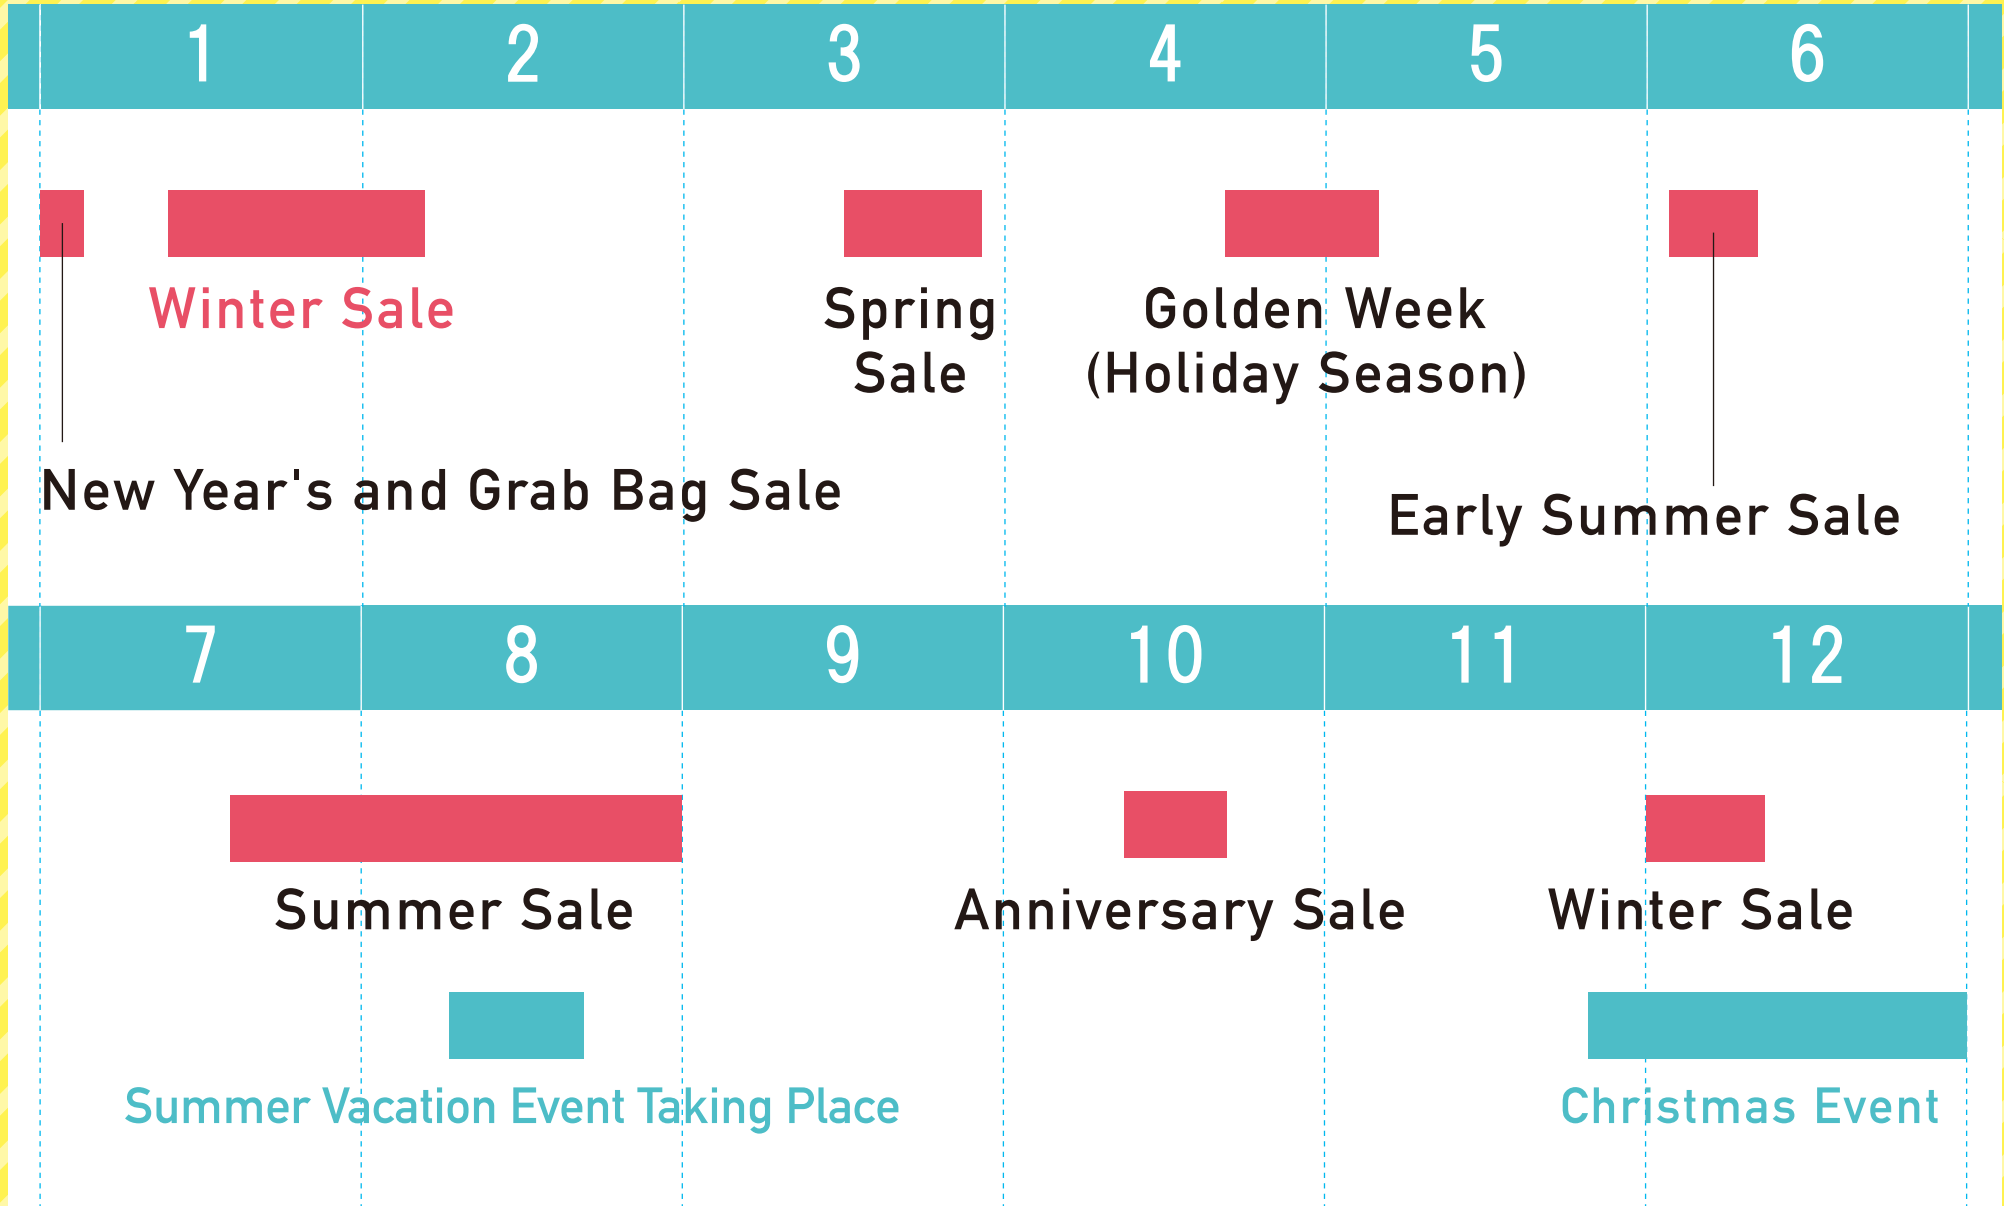 1 2 3 4 5 6
Winter Sale
Spring
Sale
Golden Week
(Holiday Season)
New Year's and Grab Bag Sale
Early Summer Sale
7 8 9 10 11 12
Summer Sale
Anniversary Sale
Winter Sale
Summer Vacation Event Taking Place
Christmas Event